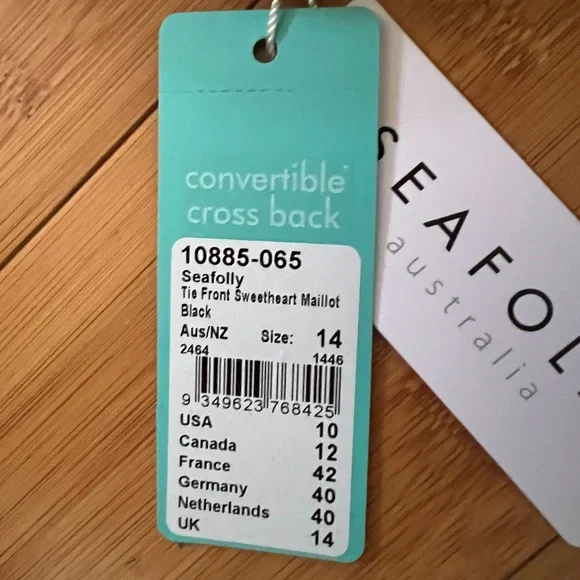 convertible
cross back
10885-065
Seafolly
Tie Front Sweetheart Maillot
Black
Aus/NZ Size: 14
2464 1446
9 349623 768425
USA 10
Canada 12
France 42
Germany 40
Netherlands 40
UK 14
SEAFOL
australia